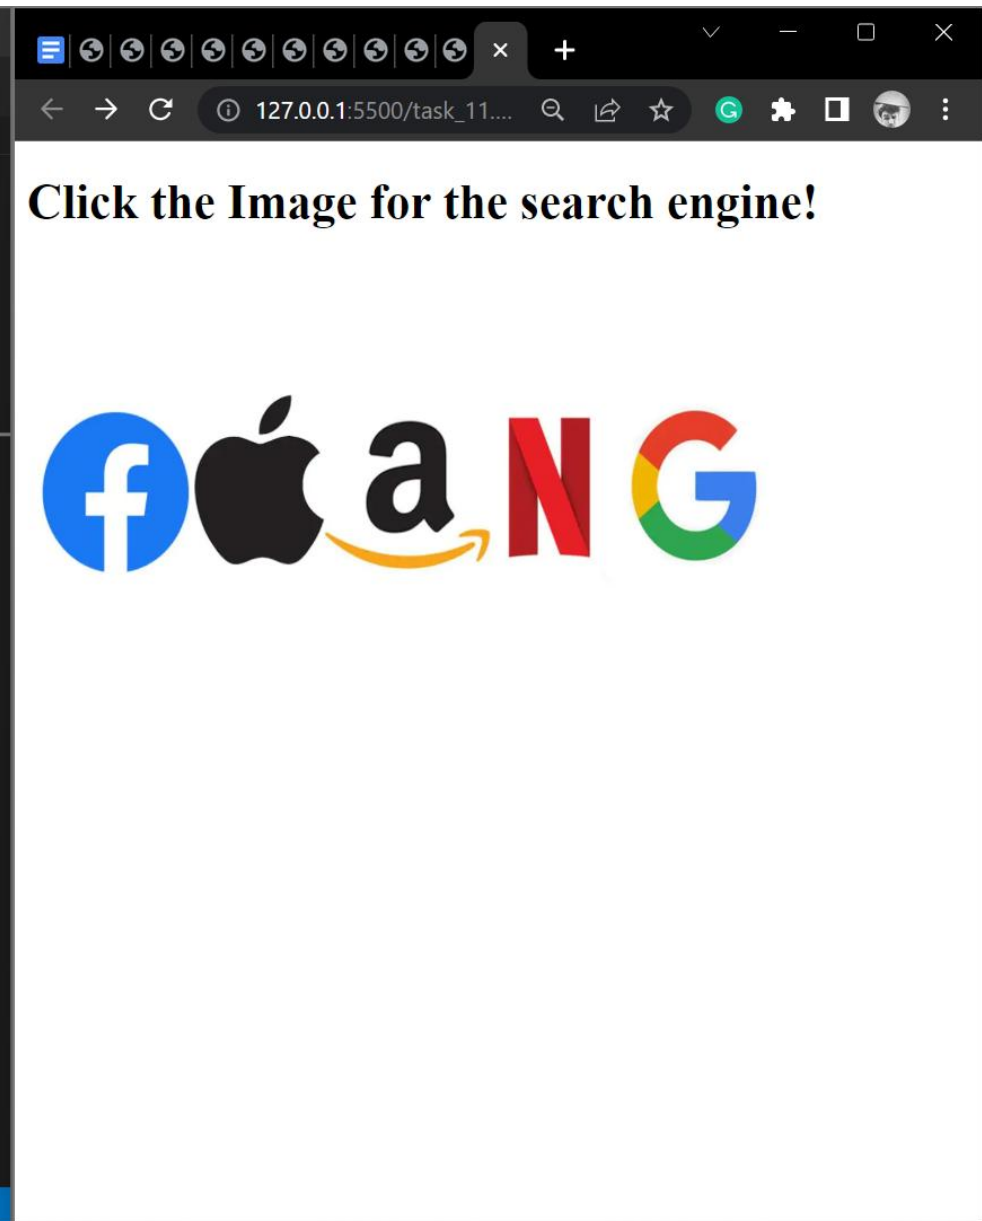 127.0.0.1:5500/task_11....
Click the Image for the search engine!
f a N G